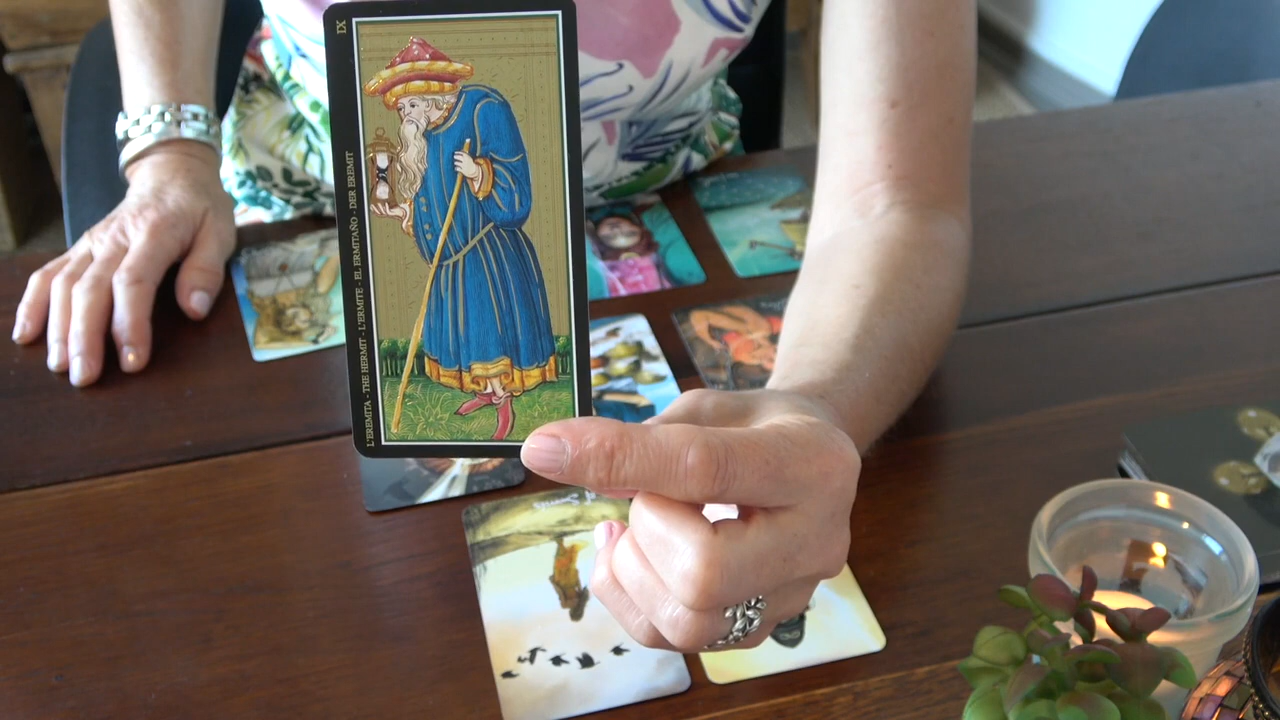 IX
L'EREMITA - THE HERMIT - L'ERMITE - EL ERMITAÑO - DER EREMIT